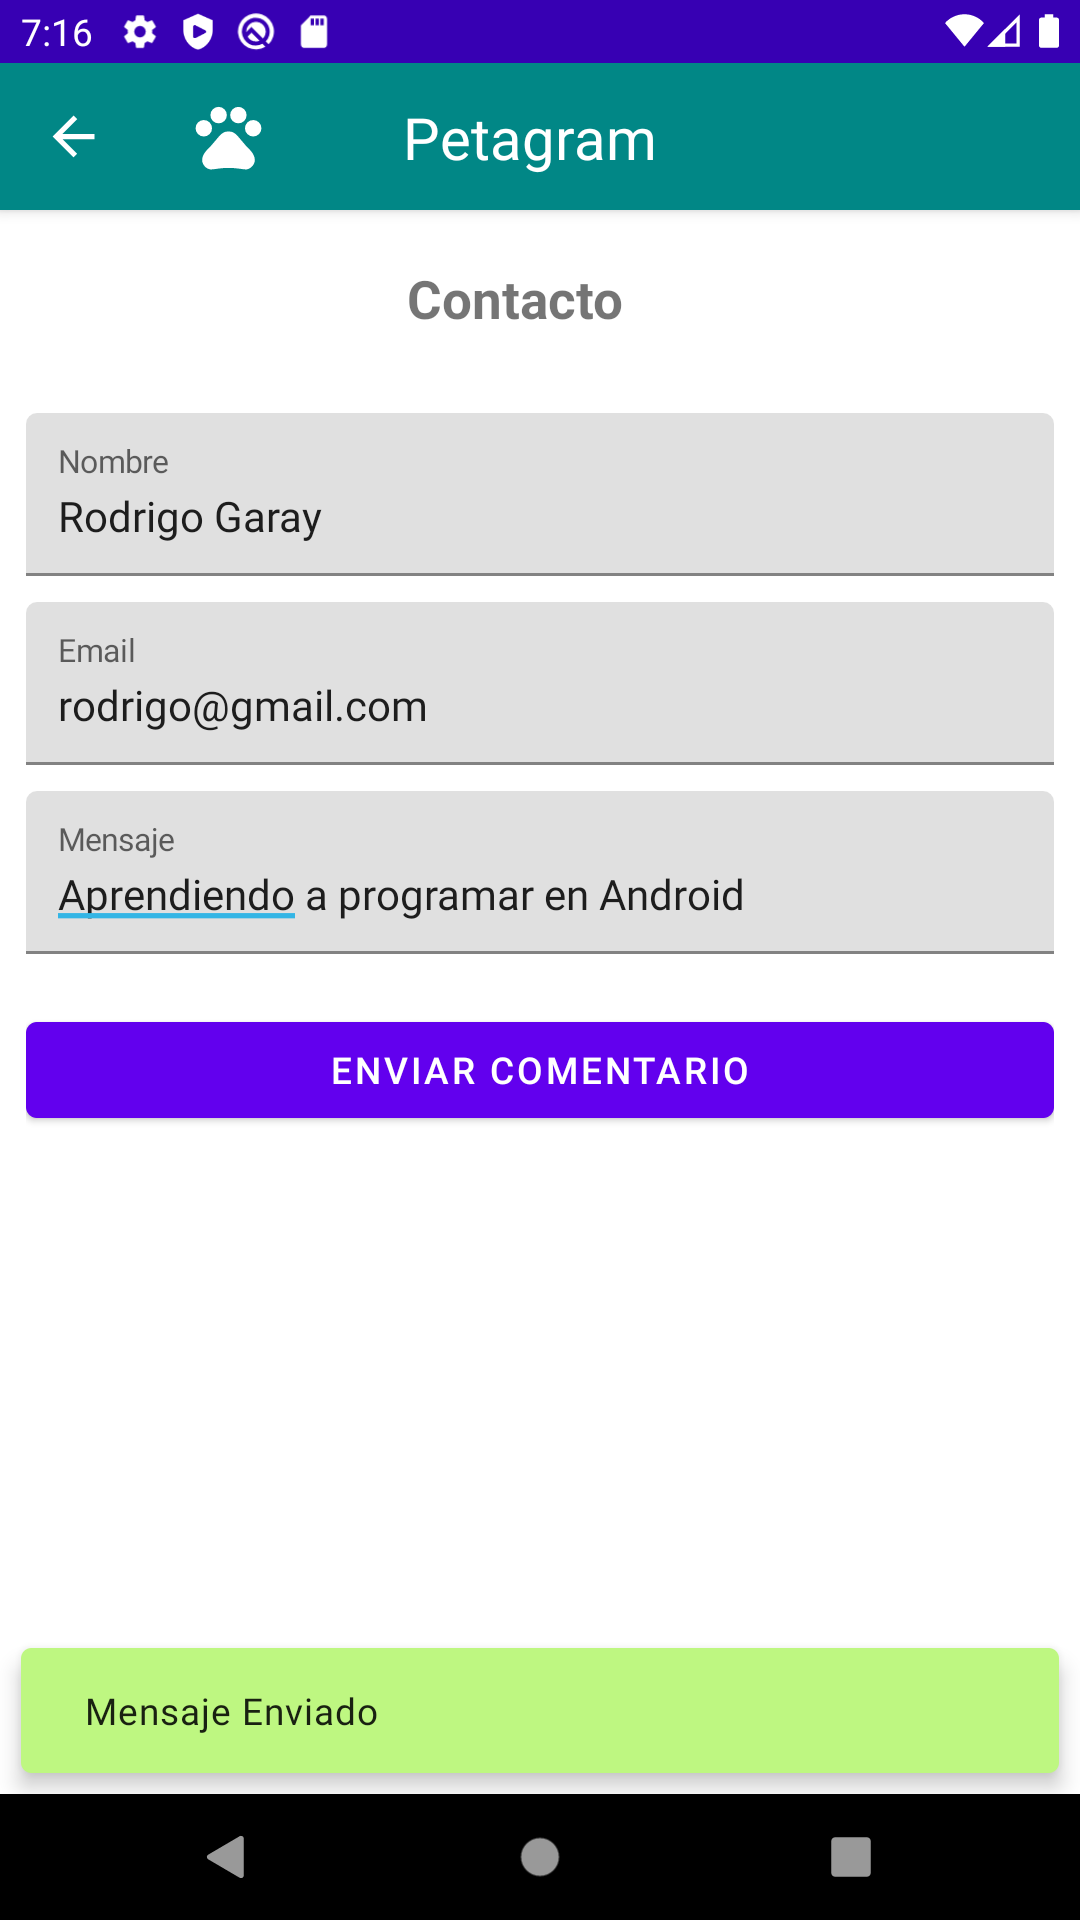 7:16
Petagram
Contacto
Nombre
Rodrigo Garay
Email
rodrigo@gmail.com
Mensaje
Aprendiendo a programar en Android
ENVIAR COMENTARIO
Mensaje Enviado